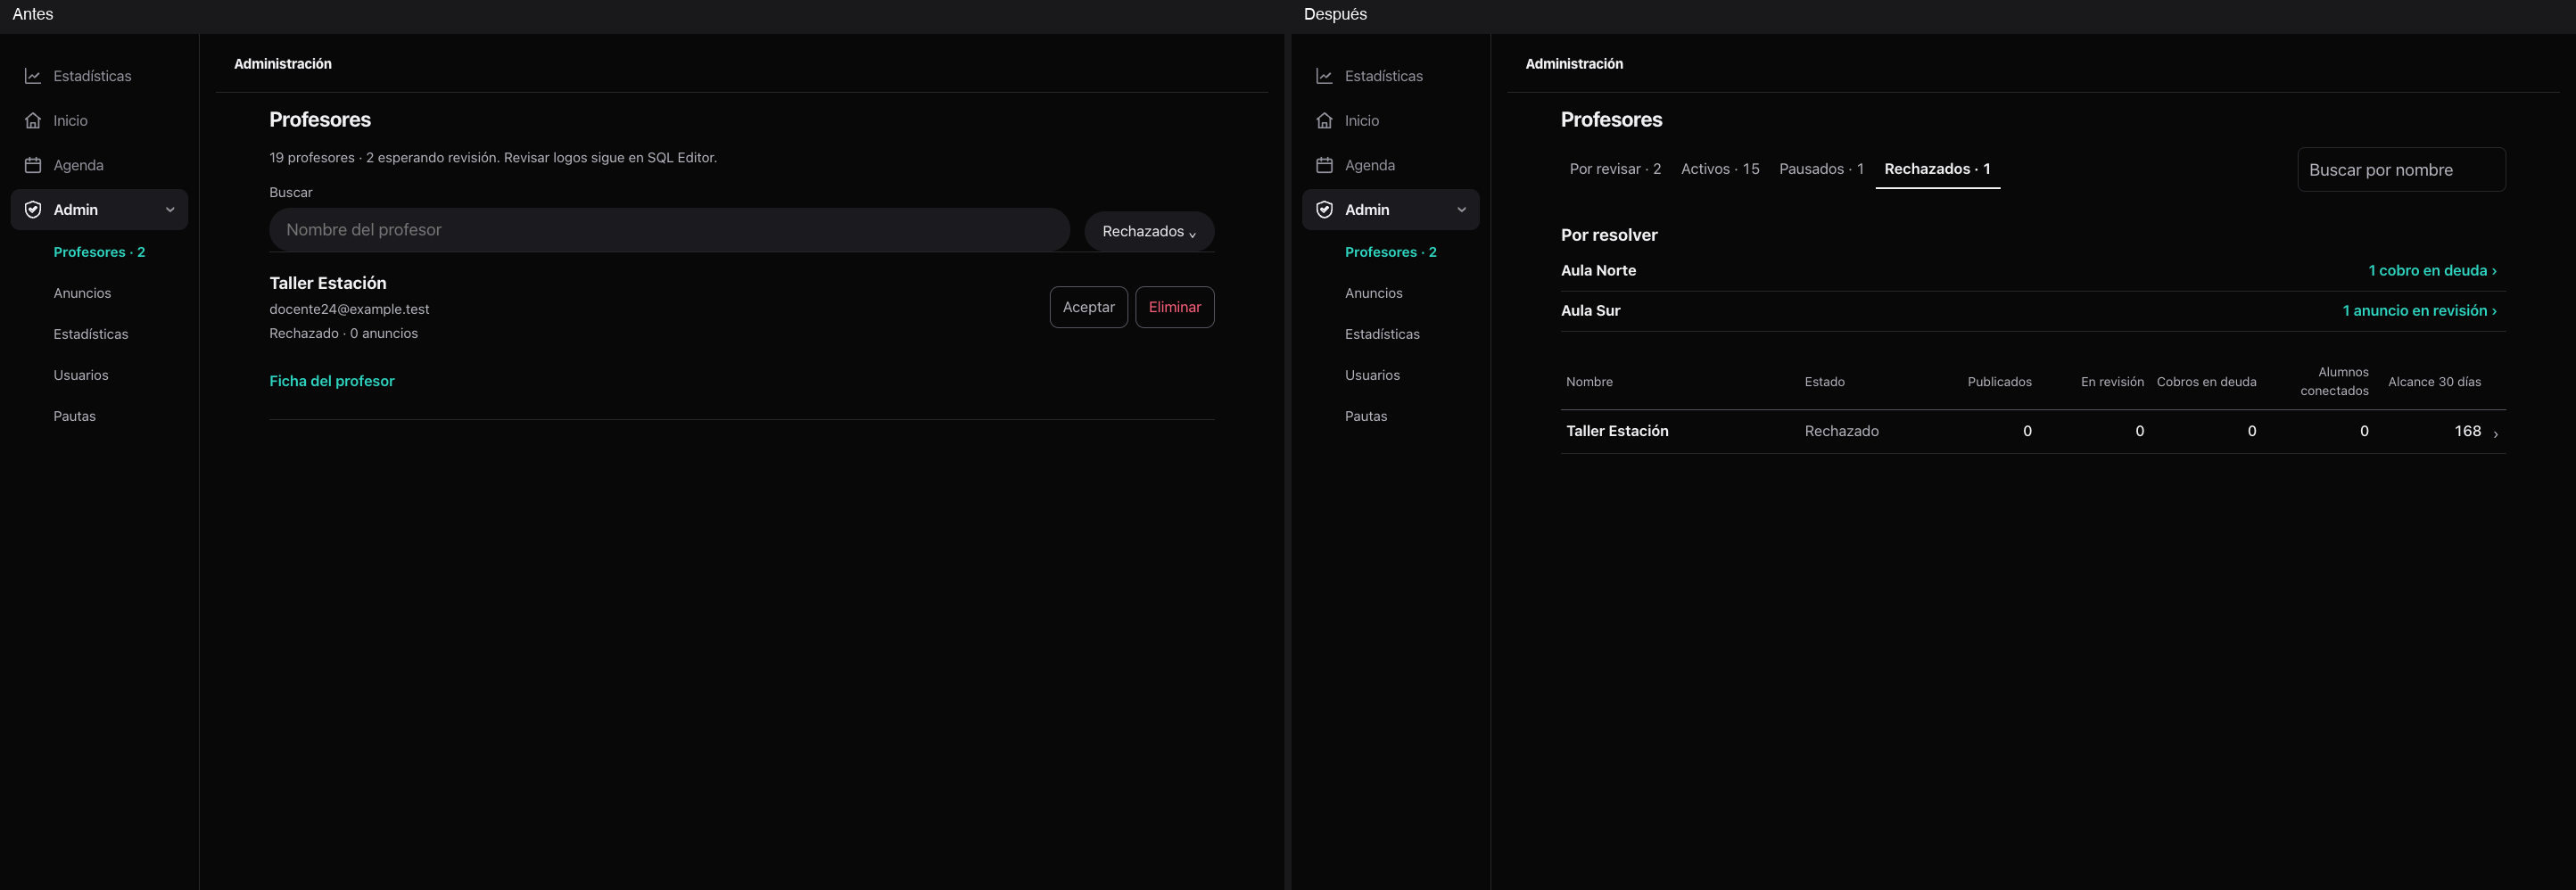 Antes
Estadísticas
Inicio
Agenda
Admin
Profesores · 2
Anuncios
Estadísticas
Usuarios
Pautas
Administración
Profesores
19 profesores · 2 esperando revisión. Revisar logos sigue en SQL Editor.
Buscar
Nombre del profesor
Rechazados
Taller Estación
docente24@example.test
Rechazado · 0 anuncios
Aceptar
Eliminar
Ficha del profesor
Después
Estadísticas
Inicio
Agenda
Admin
Profesores · 2
Anuncios
Estadísticas
Usuarios
Pautas
Administración
Profesores
Por revisar · 2 Activos · 15 Pausados · 1 Rechazados · 1
Buscar por nombre
Por resolver
Aula Norte 1 cobro en deuda ›
Aula Sur 1 anuncio en revisión ›
Nombre Estado Publicados En revisión Cobros en deuda Alumnos conectados Alcance 30 días
Taller Estación Rechazado 0 0 0 0 168 ›